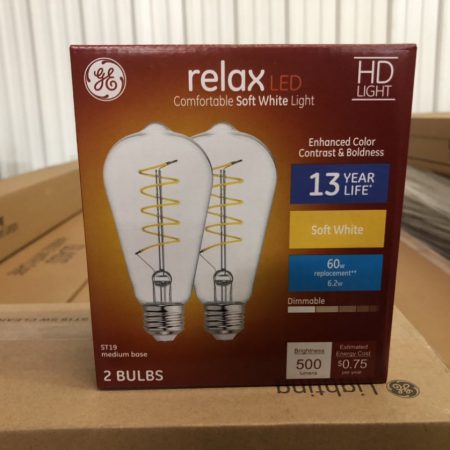 GE
relax LED
Comfortable Soft White Light
HD
LIGHT
Enhanced Color
Contrast & Boldness
13 YEAR
LIFE*
Soft White
60w
replacement**
6.2w
Dimmable
ST19
medium base
2 BULBS
Brightness
500
lumens
Estimated
Energy Cost
$0.75
per year
Lighting
GE